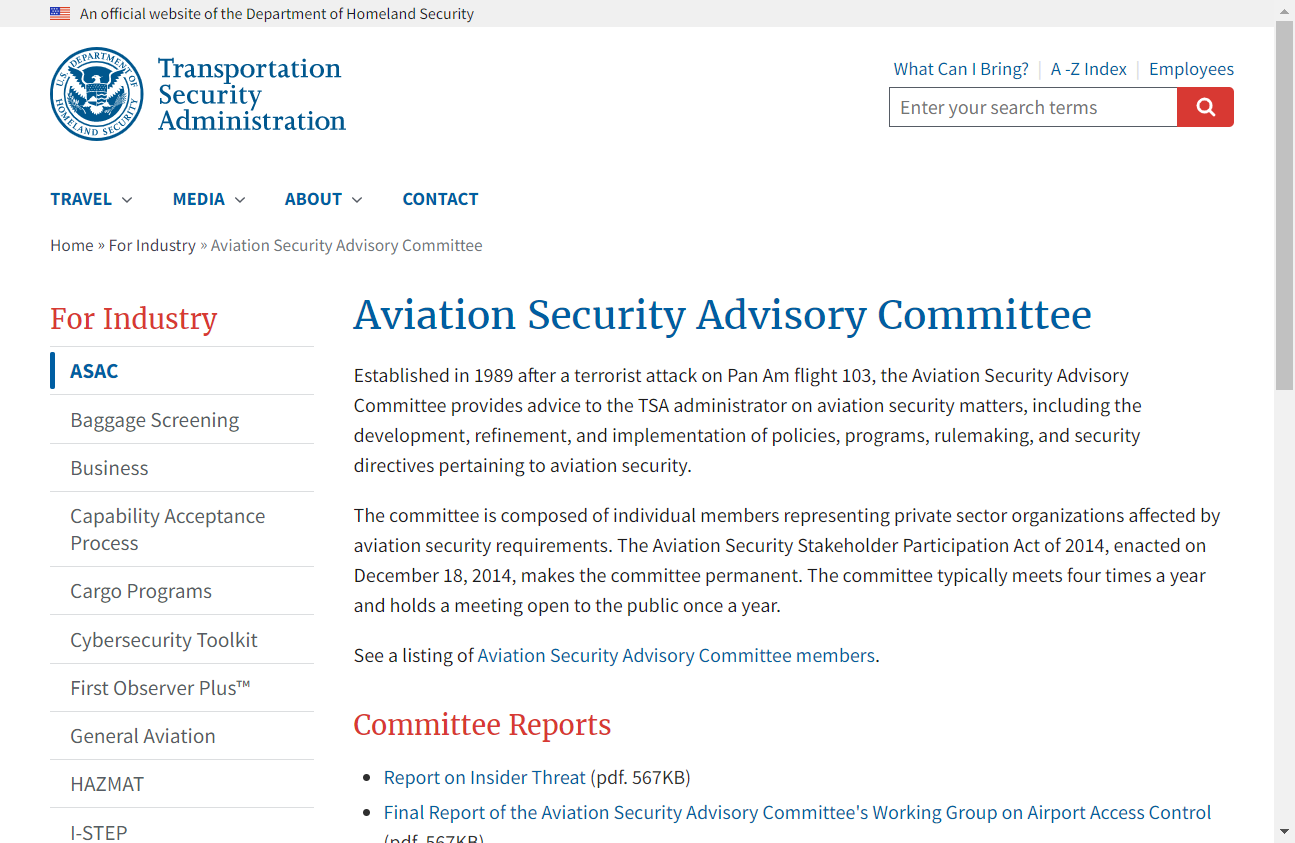 An official website of the Department of Homeland Security
U.S. DEPARTMENT OF HOMELAND SECURITY
Transportation
Security
Administration
What Can I Bring?
A -Z Index
Employees
Enter your search terms
TRAVEL
MEDIA
ABOUT
CONTACT
Home » For Industry » Aviation Security Advisory Committee
For Industry
ASAC
Baggage Screening
Business
Capability Acceptance
Process
Cargo Programs
Cybersecurity Toolkit
First Observer Plus™
General Aviation
HAZMAT
I-STEP
Aviation Security Advisory Committee
Established in 1989 after a terrorist attack on Pan Am flight 103, the Aviation Security Advisory
Committee provides advice to the TSA administrator on aviation security matters, including the
development, refinement, and implementation of policies, programs, rulemaking, and security
directives pertaining to aviation security.
The committee is composed of individual members representing private sector organizations affected by
aviation security requirements. The Aviation Security Stakeholder Participation Act of 2014, enacted on
December 18, 2014, makes the committee permanent. The committee typically meets four times a year
and holds a meeting open to the public once a year.
See a listing of Aviation Security Advisory Committee members.
Committee Reports
• Report on Insider Threat (pdf. 567KB)
• Final Report of the Aviation Security Advisory Committee's Working Group on Airport Access Control
(pdf. 567KB)